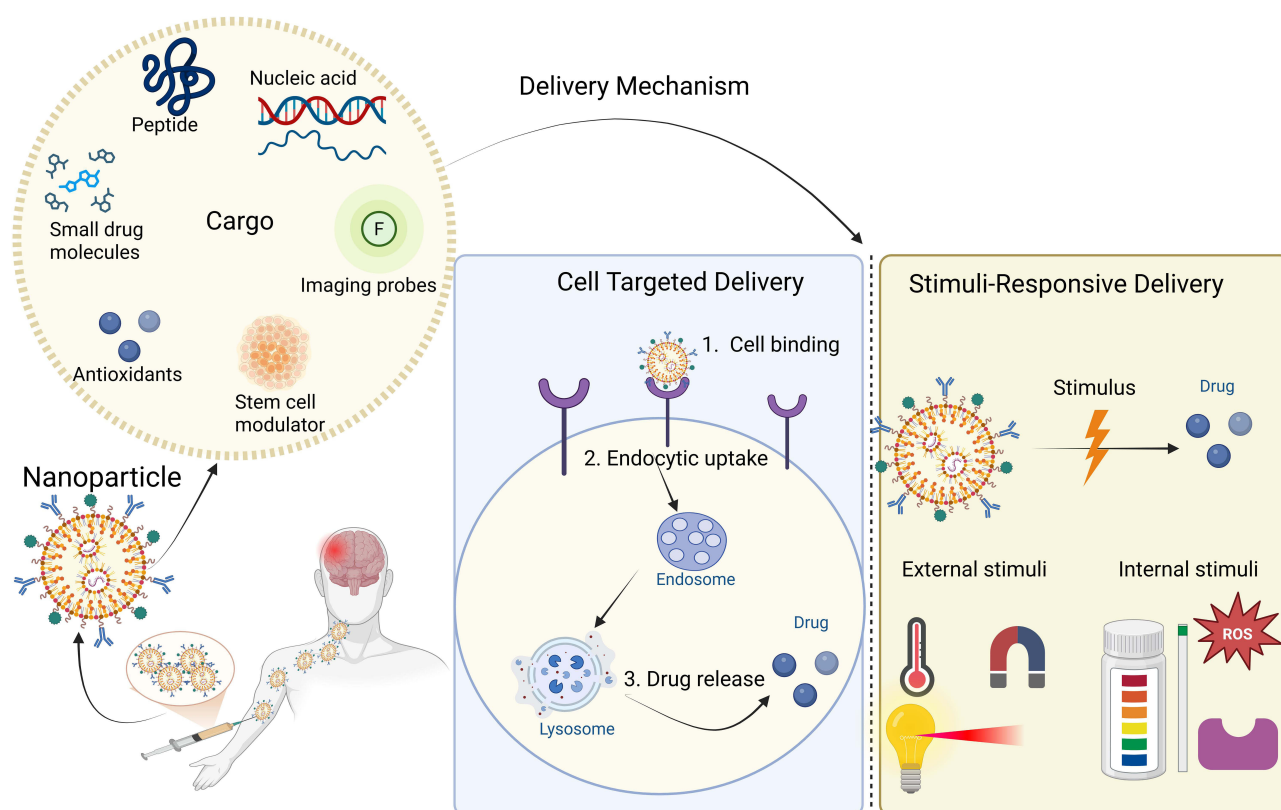 Peptide
Nucleic acid
Small drug
molecules
Cargo
F
Imaging probes
Antioxidants
Stem cell
modulator
Nanoparticle
Delivery Mechanism
Cell Targeted Delivery
1. Cell binding
2. Endocytic uptake
Endosome
Lysosome
3. Drug release
Drug
Stimuli-Responsive Delivery
Stimulus
Drug
External stimuli
Internal stimuli
ROS